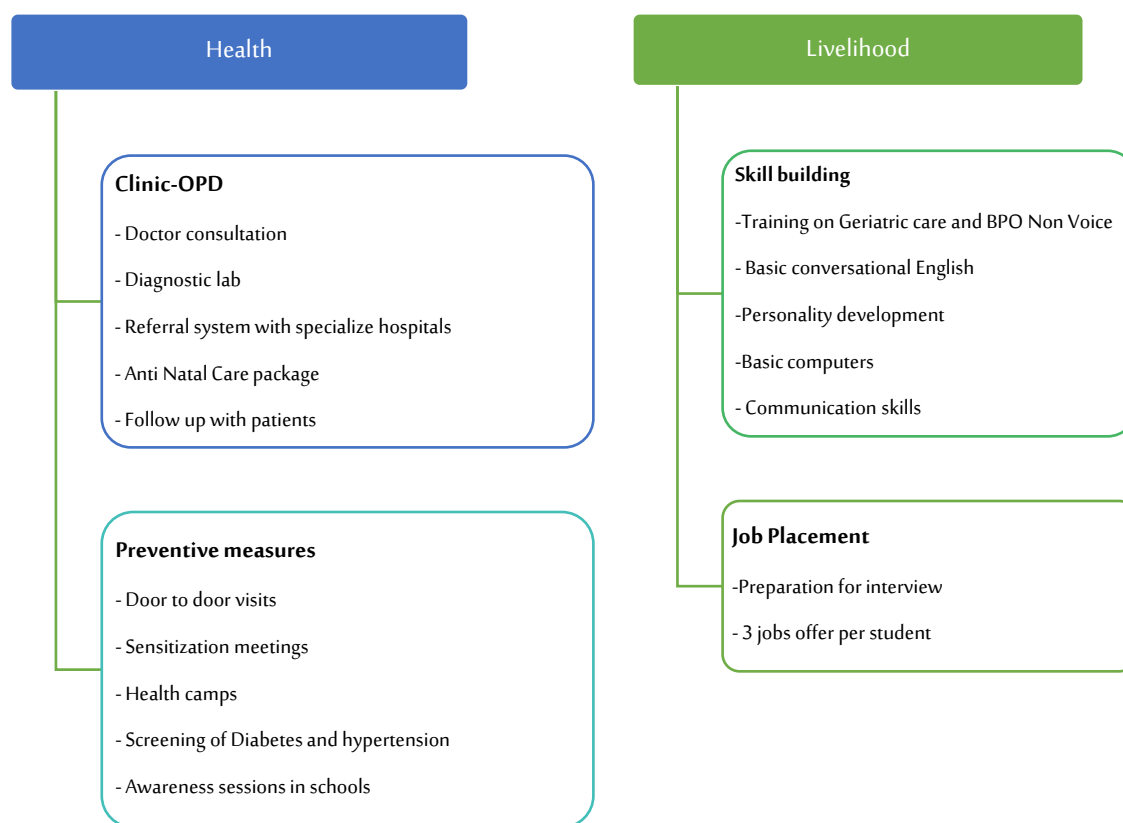 Health
Clinic-OPD
- Doctor consultation
- Diagnostic lab
- Referral system with specialize hospitals
- Anti Natal Care package
- Follow up with patients
Preventive measures
- Door to door visits
- Sensitization meetings
- Health camps
- Screening of Diabetes and hypertension
- Awareness sessions in schools
Livelihood
Skill building
-Training on Geriatric care and BPO Non Voice
- Basic conversational English
-Personality development
-Basic computers
- Communication skills
Job Placement
-Preparation for interview
- 3 jobs offer per student